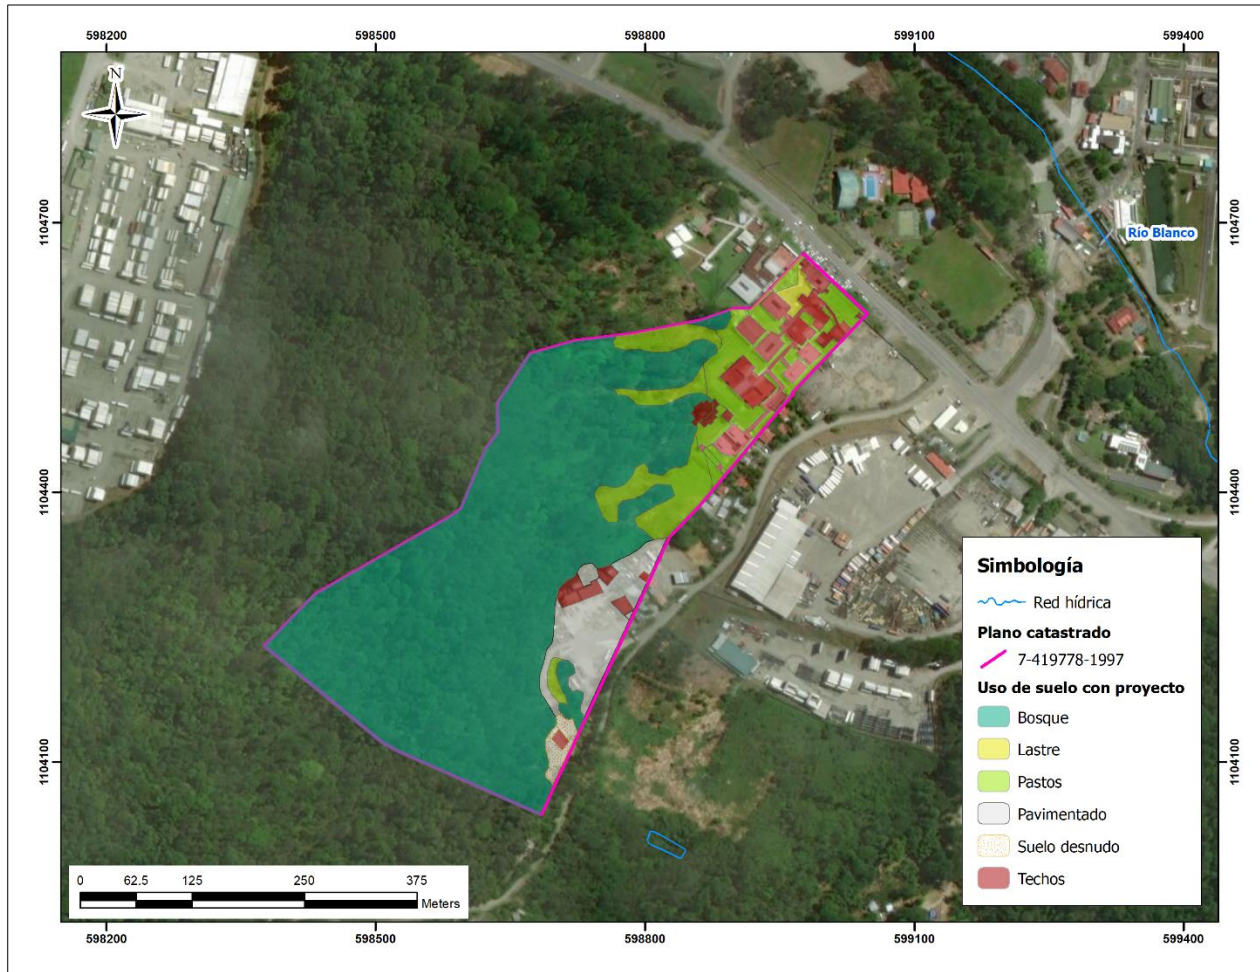 598200 598500 598800 599100 599400
N
1104700 1104700
Río Blanco
1104400 1104400
Simbología
Red hídrica
Plano catastrado
7-419778-1997
Uso de suelo con proyecto
Bosque
Lastre
Pastos
Pavimentado
Suelo desnudo
Techos
1104100 1104100
0 62.5 125 250 375
Meters
598200 598500 598800 599100 599400